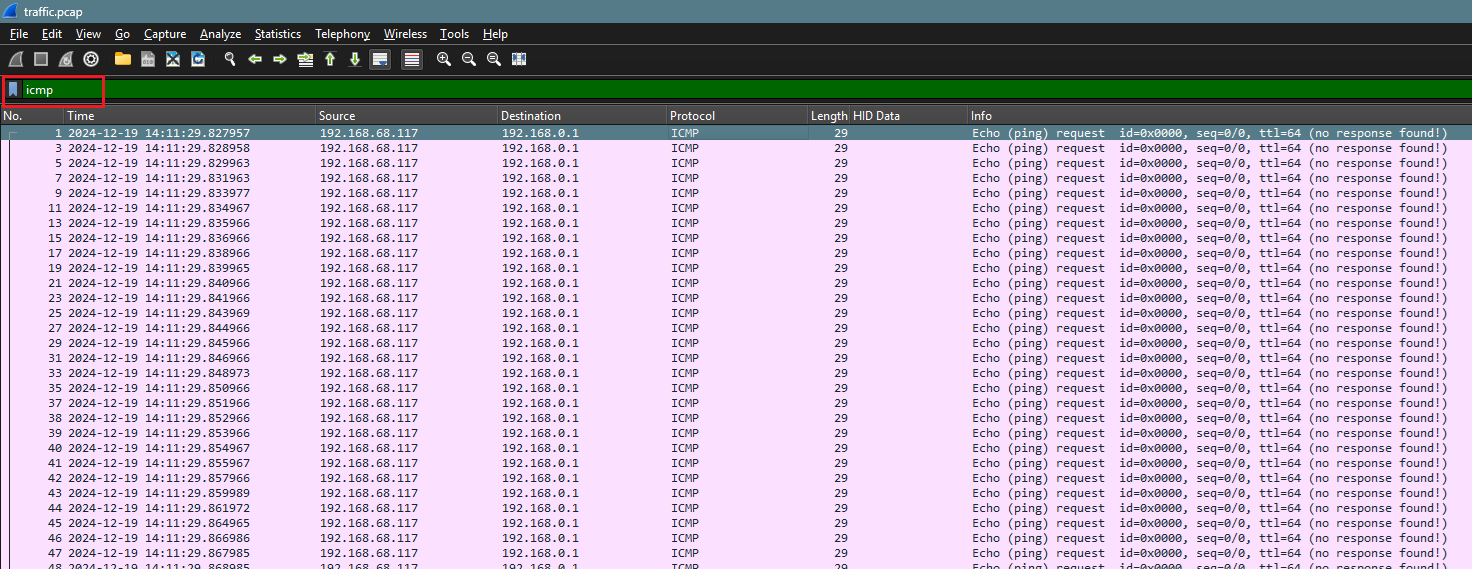 traffic.pcap
File Edit View Go Capture Analyze Statistics Telephony Wireless Tools Help
icmp
No. Time Source Destination Protocol Length HID Data Info
1 2024-12-19 14:11:29.827957 192.168.68.117 192.168.0.1 ICMP 29 Echo (ping) request id=0x0000, seq=0/0, ttl=64 (no response found!)
3 2024-12-19 14:11:29.828958 192.168.68.117 192.168.0.1 ICMP 29 Echo (ping) request id=0x0000, seq=0/0, ttl=64 (no response found!)
5 2024-12-19 14:11:29.829963 192.168.68.117 192.168.0.1 ICMP 29 Echo (ping) request id=0x0000, seq=0/0, ttl=64 (no response found!)
7 2024-12-19 14:11:29.831963 192.168.68.117 192.168.0.1 ICMP 29 Echo (ping) request id=0x0000, seq=0/0, ttl=64 (no response found!)
9 2024-12-19 14:11:29.833977 192.168.68.117 192.168.0.1 ICMP 29 Echo (ping) request id=0x0000, seq=0/0, ttl=64 (no response found!)
11 2024-12-19 14:11:29.834967 192.168.68.117 192.168.0.1 ICMP 29 Echo (ping) request id=0x0000, seq=0/0, ttl=64 (no response found!)
13 2024-12-19 14:11:29.835966 192.168.68.117 192.168.0.1 ICMP 29 Echo (ping) request id=0x0000, seq=0/0, ttl=64 (no response found!)
15 2024-12-19 14:11:29.836966 192.168.68.117 192.168.0.1 ICMP 29 Echo (ping) request id=0x0000, seq=0/0, ttl=64 (no response found!)
17 2024-12-19 14:11:29.838966 192.168.68.117 192.168.0.1 ICMP 29 Echo (ping) request id=0x0000, seq=0/0, ttl=64 (no response found!)
19 2024-12-19 14:11:29.839965 192.168.68.117 192.168.0.1 ICMP 29 Echo (ping) request id=0x0000, seq=0/0, ttl=64 (no response found!)
21 2024-12-19 14:11:29.840966 192.168.68.117 192.168.0.1 ICMP 29 Echo (ping) request id=0x0000, seq=0/0, ttl=64 (no response found!)
23 2024-12-19 14:11:29.841966 192.168.68.117 192.168.0.1 ICMP 29 Echo (ping) request id=0x0000, seq=0/0, ttl=64 (no response found!)
25 2024-12-19 14:11:29.843969 192.168.68.117 192.168.0.1 ICMP 29 Echo (ping) request id=0x0000, seq=0/0, ttl=64 (no response found!)
27 2024-12-19 14:11:29.844966 192.168.68.117 192.168.0.1 ICMP 29 Echo (ping) request id=0x0000, seq=0/0, ttl=64 (no response found!)
29 2024-12-19 14:11:29.845966 192.168.68.117 192.168.0.1 ICMP 29 Echo (ping) request id=0x0000, seq=0/0, ttl=64 (no response found!)
31 2024-12-19 14:11:29.846966 192.168.68.117 192.168.0.1 ICMP 29 Echo (ping) request id=0x0000, seq=0/0, ttl=64 (no response found!)
33 2024-12-19 14:11:29.848973 192.168.68.117 192.168.0.1 ICMP 29 Echo (ping) request id=0x0000, seq=0/0, ttl=64 (no response found!)
35 2024-12-19 14:11:29.850966 192.168.68.117 192.168.0.1 ICMP 29 Echo (ping) request id=0x0000, seq=0/0, ttl=64 (no response found!)
37 2024-12-19 14:11:29.851966 192.168.68.117 192.168.0.1 ICMP 29 Echo (ping) request id=0x0000, seq=0/0, ttl=64 (no response found!)
38 2024-12-19 14:11:29.852966 192.168.68.117 192.168.0.1 ICMP 29 Echo (ping) request id=0x0000, seq=0/0, ttl=64 (no response found!)
39 2024-12-19 14:11:29.853966 192.168.68.117 192.168.0.1 ICMP 29 Echo (ping) request id=0x0000, seq=0/0, ttl=64 (no response found!)
40 2024-12-19 14:11:29.854967 192.168.68.117 192.168.0.1 ICMP 29 Echo (ping) request id=0x0000, seq=0/0, ttl=64 (no response found!)
41 2024-12-19 14:11:29.855967 192.168.68.117 192.168.0.1 ICMP 29 Echo (ping) request id=0x0000, seq=0/0, ttl=64 (no response found!)
42 2024-12-19 14:11:29.857966 192.168.68.117 192.168.0.1 ICMP 29 Echo (ping) request id=0x0000, seq=0/0, ttl=64 (no response found!)
43 2024-12-19 14:11:29.859989 192.168.68.117 192.168.0.1 ICMP 29 Echo (ping) request id=0x0000, seq=0/0, ttl=64 (no response found!)
44 2024-12-19 14:11:29.861972 192.168.68.117 192.168.0.1 ICMP 29 Echo (ping) request id=0x0000, seq=0/0, ttl=64 (no response found!)
45 2024-12-19 14:11:29.864965 192.168.68.117 192.168.0.1 ICMP 29 Echo (ping) request id=0x0000, seq=0/0, ttl=64 (no response found!)
46 2024-12-19 14:11:29.866986 192.168.68.117 192.168.0.1 ICMP 29 Echo (ping) request id=0x0000, seq=0/0, ttl=64 (no response found!)
47 2024-12-19 14:11:29.867985 192.168.68.117 192.168.0.1 ICMP 29 Echo (ping) request id=0x0000, seq=0/0, ttl=64 (no response found!)
48 2024-12-19 14:11:29.868985 192.168.68.117 192.168.0.1 ICMP 29 Echo (ping) request id=0x0000, seq=0/0, ttl=64 (no response found!)